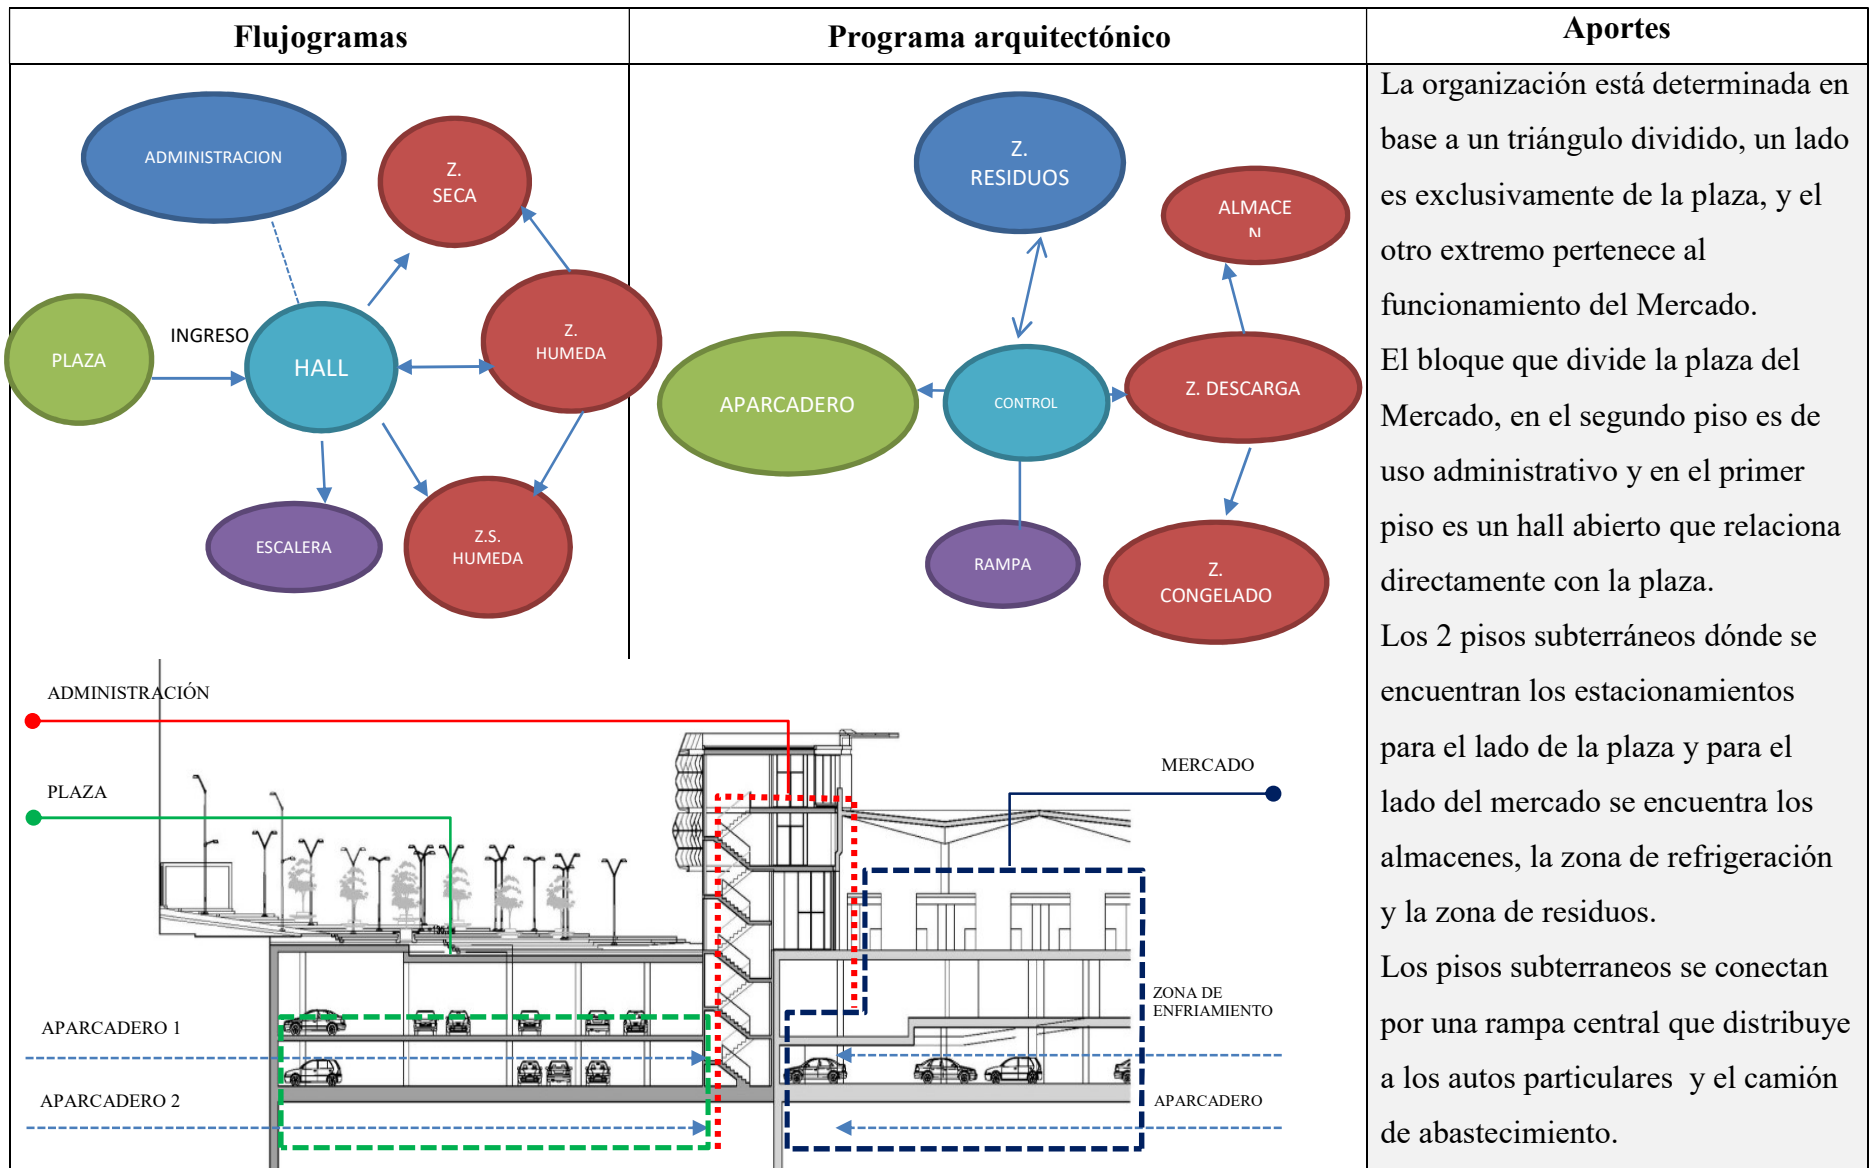 Flujogramas
Programa arquitectónico
Aportes
ADMINISTRACION
Z.
SECA
INGRESO
PLAZA
HALL
Z.
HUMEDA
ESCALERA
Z.S.
HUMEDA
Z.
RESIDUOS
ALMACE
N
APARCADERO
CONTROL
Z. DESCARGA
RAMPA
Z.
CONGELADO
ADMINISTRACIÓN
PLAZA
MERCADO
ZONA DE
ENFRIAMIENTO
APARCADERO 1
APARCADERO 2
APARCADERO
La organización está determinada en
base a un triángulo dividido, un lado
es exclusivamente de la plaza, y el
otro extremo pertenece al
funcionamiento del Mercado.
El bloque que divide la plaza del
Mercado, en el segundo piso es de
uso administrativo y en el primer
piso es un hall abierto que relaciona
directamente con la plaza.
Los 2 pisos subterráneos dónde se
encuentran los estacionamientos
para el lado de la plaza y para el
lado del mercado se encuentra los
almacenes, la zona de refrigeración
y la zona de residuos.
Los pisos subterraneos se conectan
por una rampa central que distribuye
a los autos particulares y el camión
de abastecimiento.